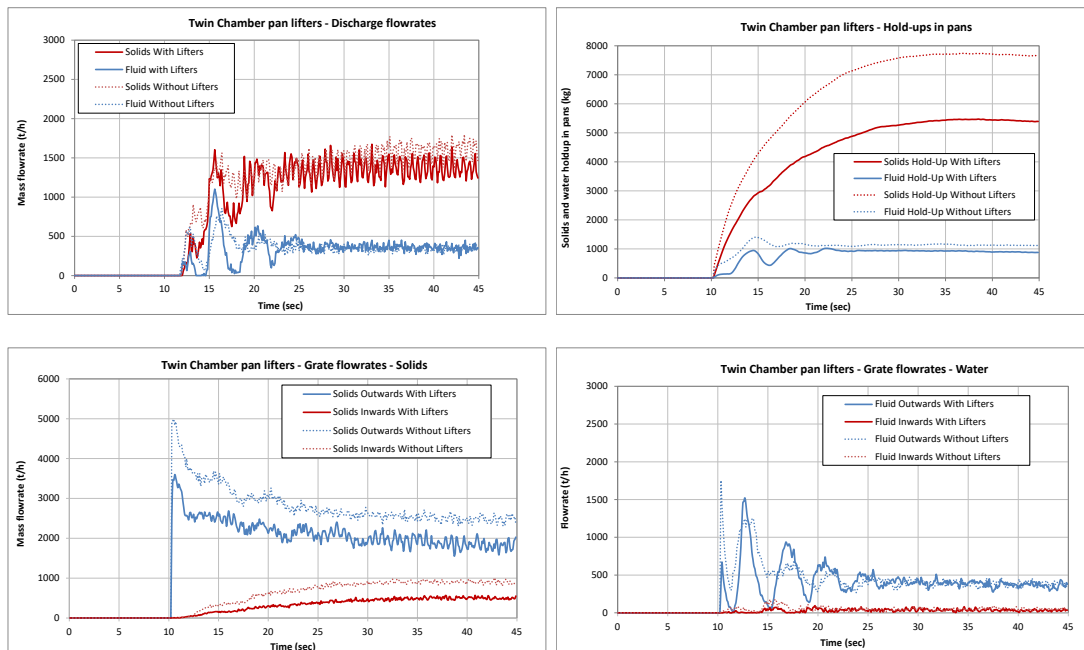 Twin Chamber pan lifters - Discharge flowrates
3000
2500
2000
1500
1000
500
0
Mass flowrate (t/h)
Solids With Lifters
Fluid with Lifters
Solids Without Lifters
Fluid Without Lifters
0 5 10 15 20 25 30 35 40 45
Time (sec)
Twin Chamber pan lifters - Hold-ups in pans
8000
7000
6000
5000
4000
3000
2000
1000
0
Solids and water holdup in pans (kg)
Solids Hold-Up With Lifters
Fluid Hold-Up With Lifters
Solids Hold-Up Without Lifters
Fluid Hold-Up Without Lifters
0 5 10 15 20 25 30 35 40 45
Time (sec)
Twin Chamber pan lifters - Grate flowrates - Solids
6000
5000
4000
3000
2000
1000
0
Mass flowrate (t/h)
Solids Outwards With Lifters
Solids Inwards With Lifters
Solids Outwards Without Lifters
Solids Inwards Without Lifters
0 5 10 15 20 25 30 35 40 45
Time (sec)
Twin Chamber pan lifters - Grate flowrates - Water
3000
2500
2000
1500
1000
500
0
Flowrate (t/h)
Fluid Outwards With Lifters
Fluid Inwards With Lifters
Fluid Outwards Without Lifters
Fluid Inwards Without Lifters
0 5 10 15 20 25 30 35 40 45
Time (sec)